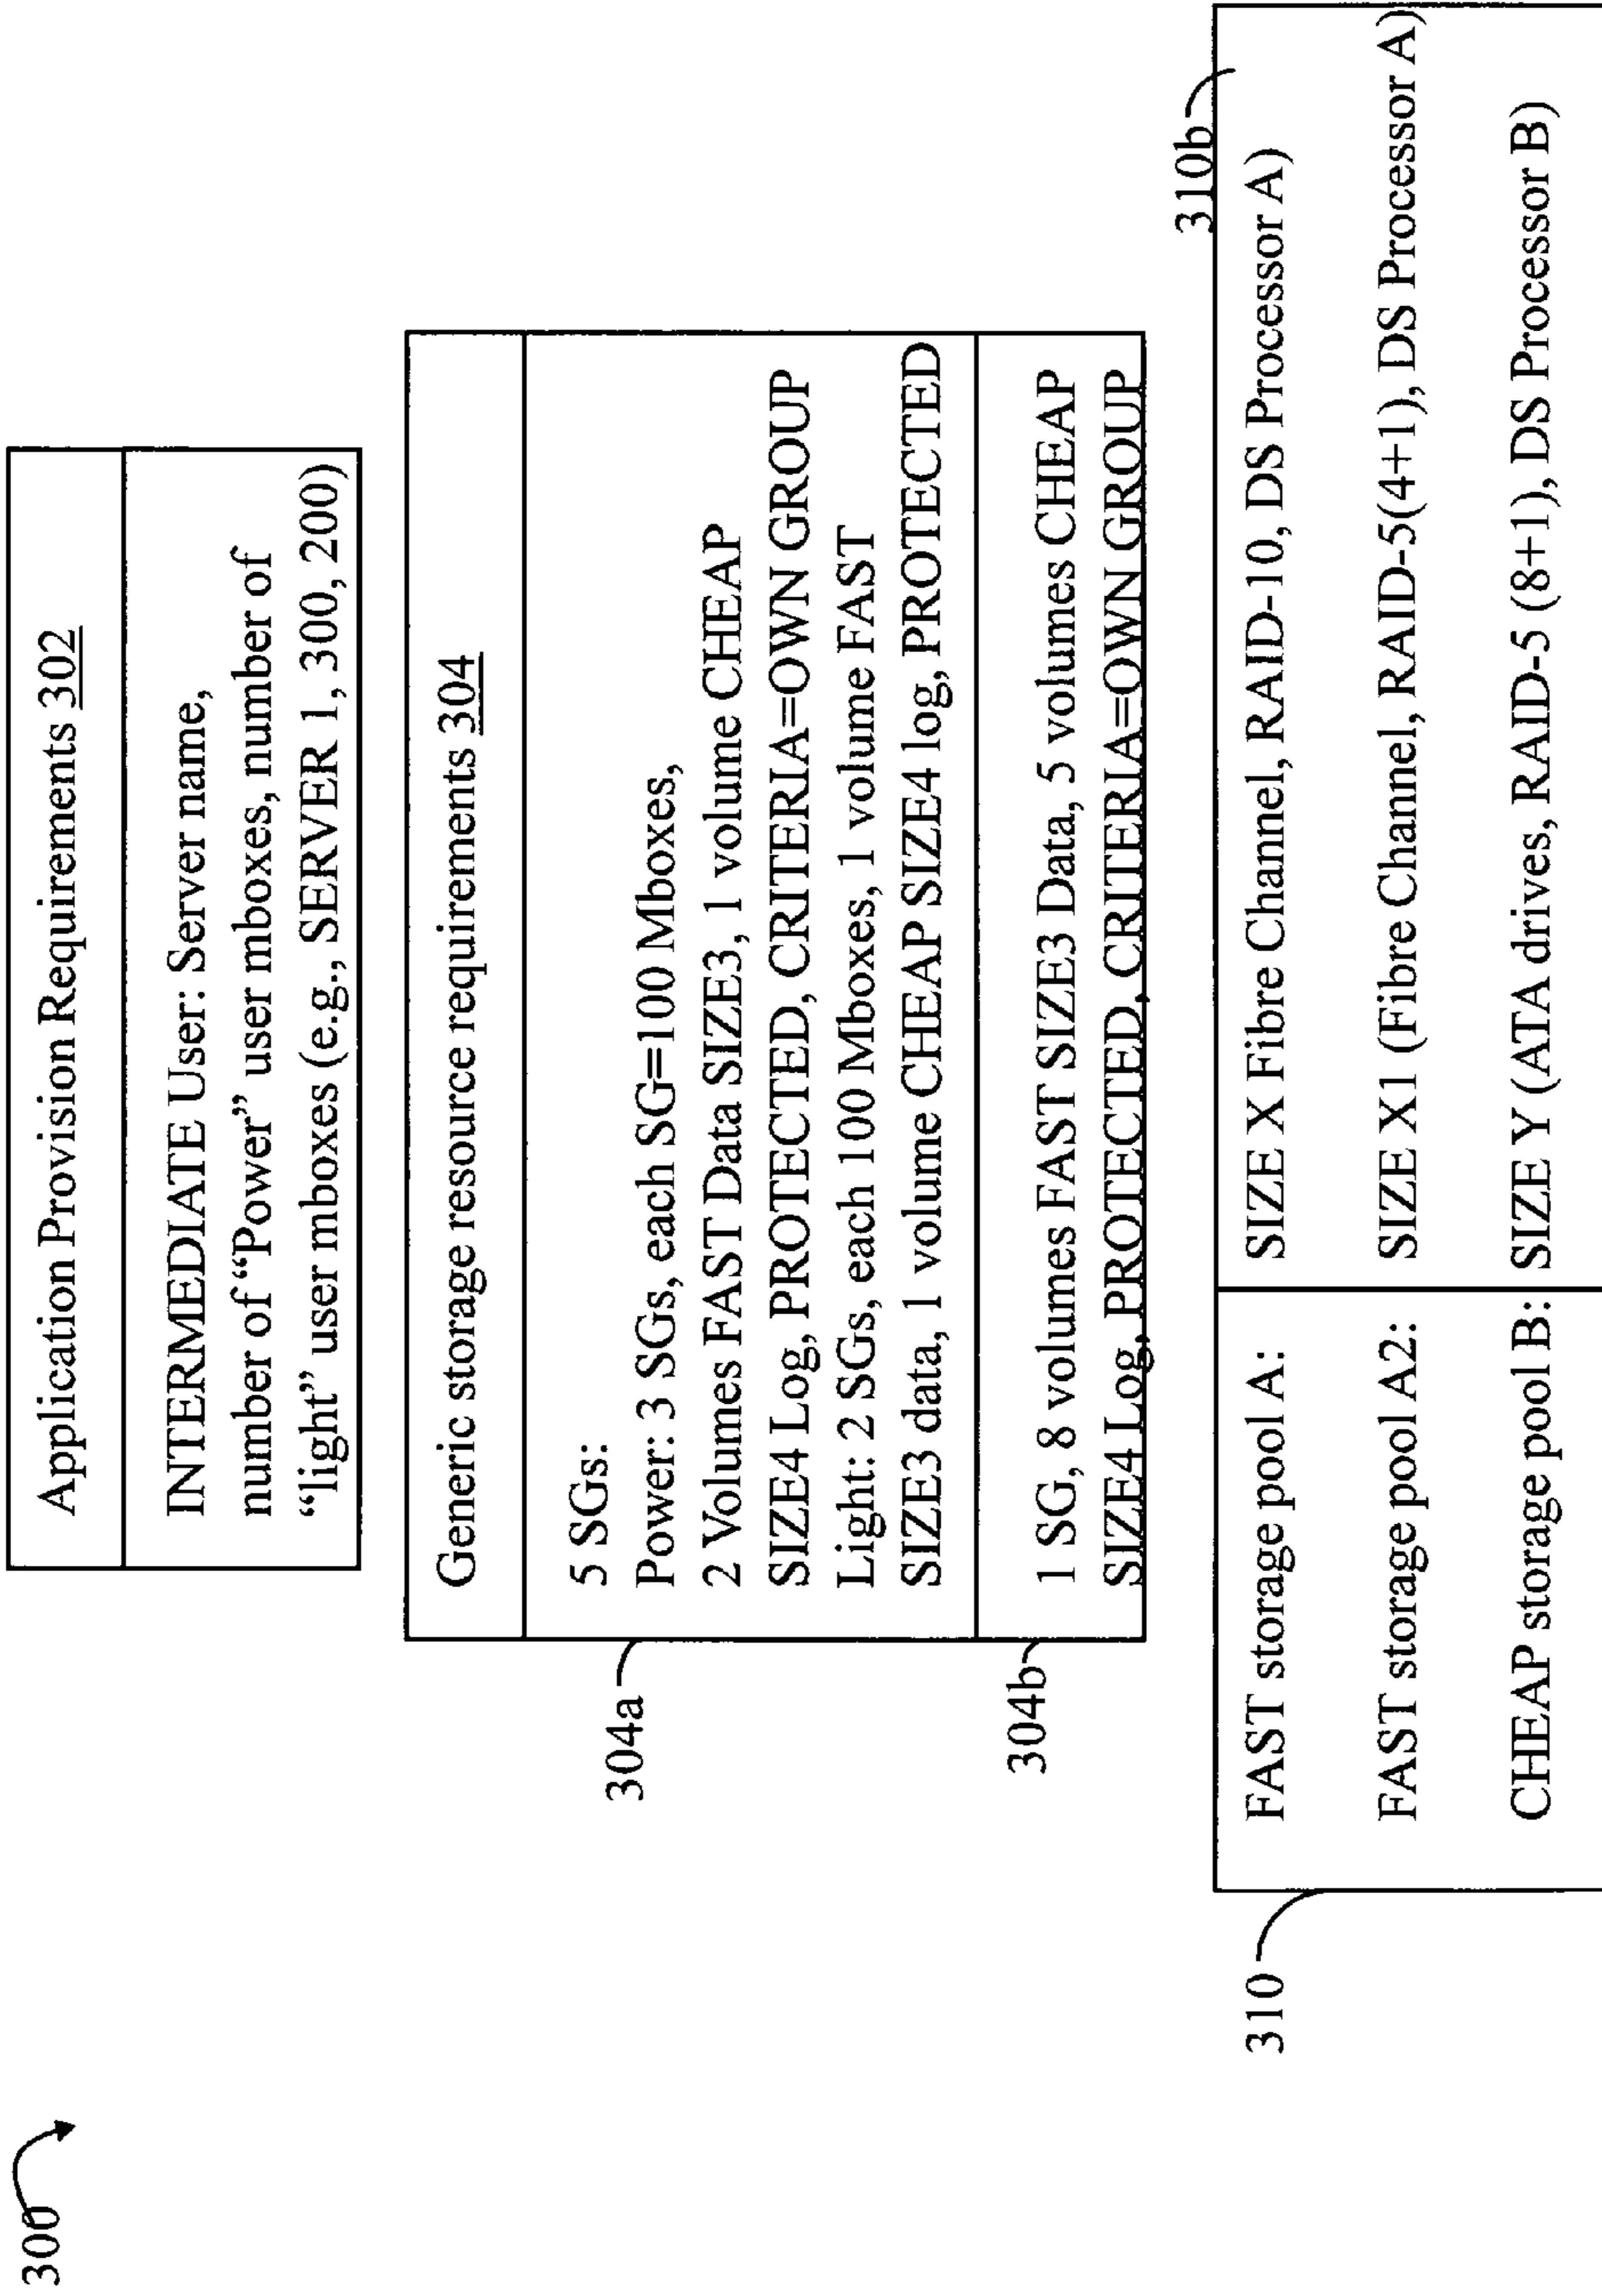 300
Application Provision Requirements 302
INTERMEDIATE User: Server name,
number of “Power” user mboxes, number of
“light” user mboxes (e.g., SERVER 1, 300, 200)
Generic storage resource requirements 304
304a
5 SGs:
Power: 3 SGs, each SG=100 Mboxes,
2 Volumes FAST Data SIZE3, 1 volume CHEAP
SIZE4 Log, PROTECTED, CRITERIA=OWN GROUP
Light: 2 SGs, each 100 Mboxes, 1 volume FAST
SIZE3 data, 1 volume CHEAP SIZE4 log, PROTECTED
304b
1 SG, 8 volumes FAST SIZE3 Data, 5 volumes CHEAP
SIZE4 Log, PROTECTED, CRITERIA=OWN GROUP
310b
310
FAST storage pool A: SIZE X Fibre Channel, RAID-10, DS Processor A)
FAST storage pool A2: SIZE X1 (Fibre Channel, RAID-5(4+1), DS Processor A)
CHEAP storage pool B: SIZE Y (ATA drives, RAID-5 (8+1), DS Processor B)